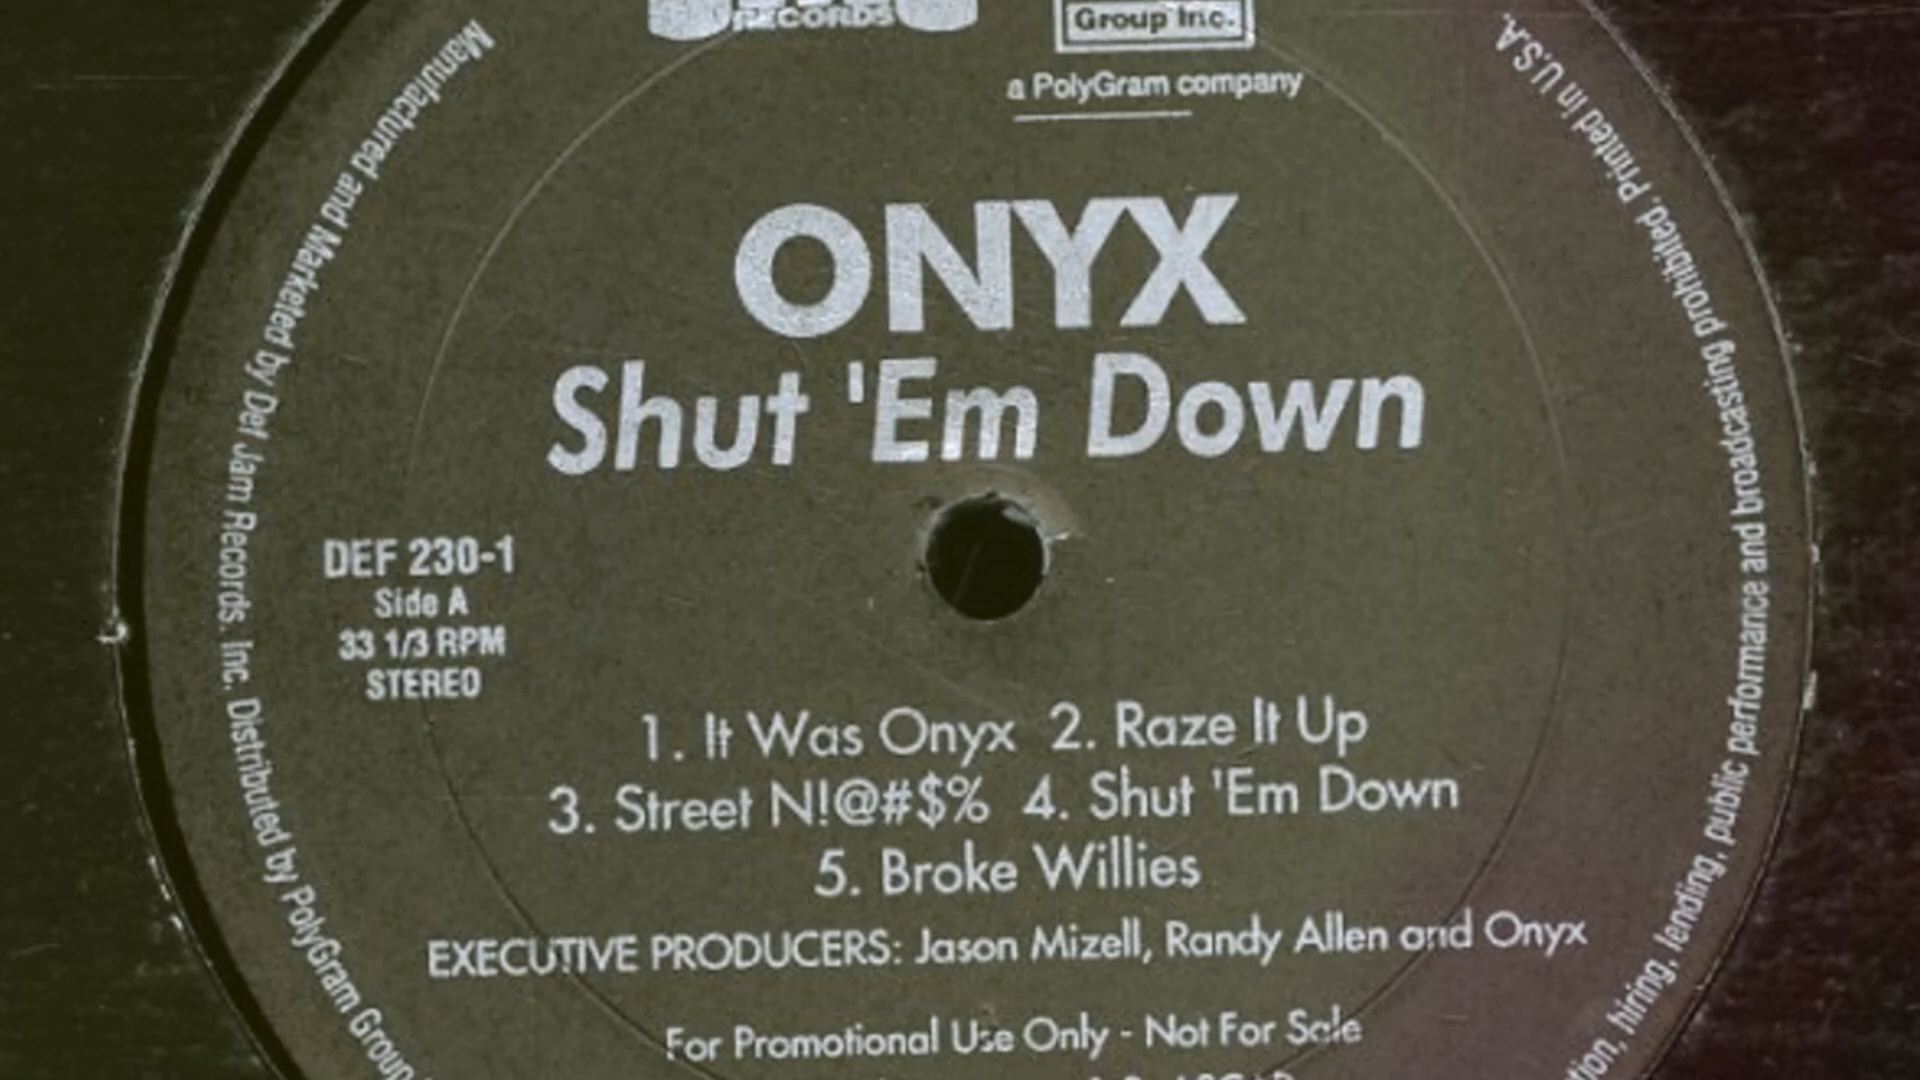 RECORDS
Group Inc.
a PolyGram company
ONYX
Shut 'Em Down
DEF 230-1
Side A
33 1/3 RPM
STEREO
1. It Was Onyx 2. Raze It Up
3. Street N!@#$% 4. Shut 'Em Down
5. Broke Willies
EXECUTIVE PRODUCERS: Jason Mizell, Randy Allen and Onyx
For Promotional Use Only - Not For Sale
Manufactured and Marketed by Def Jam Records. Inc. Distributed by PolyGram Group
hiring, lending, public performance and broadcasting prohibited. Printed in U.S.A.